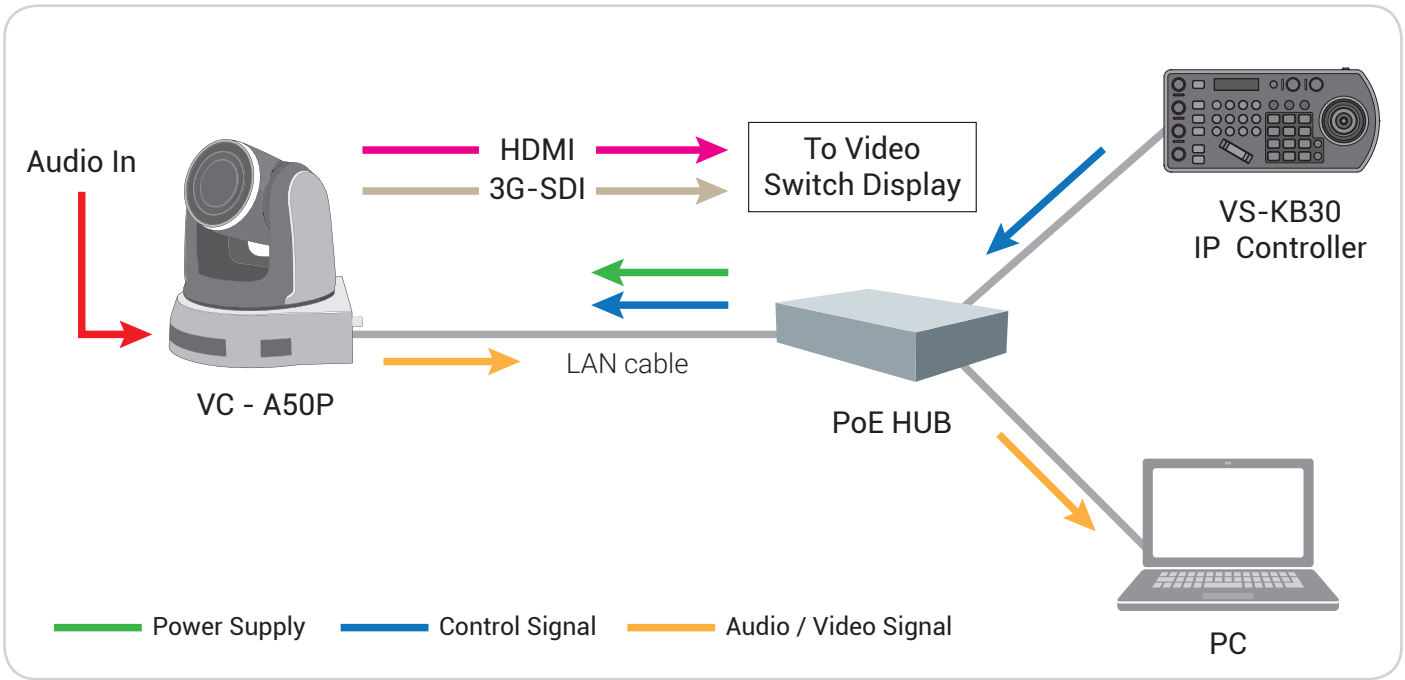 Audio In
HDMI
3G-SDI
To Video
Switch Display
VS-KB30
IP Controller
LAN cable
VC - A50P
PoE HUB
Power Supply
Control Signal
Audio / Video Signal
PC